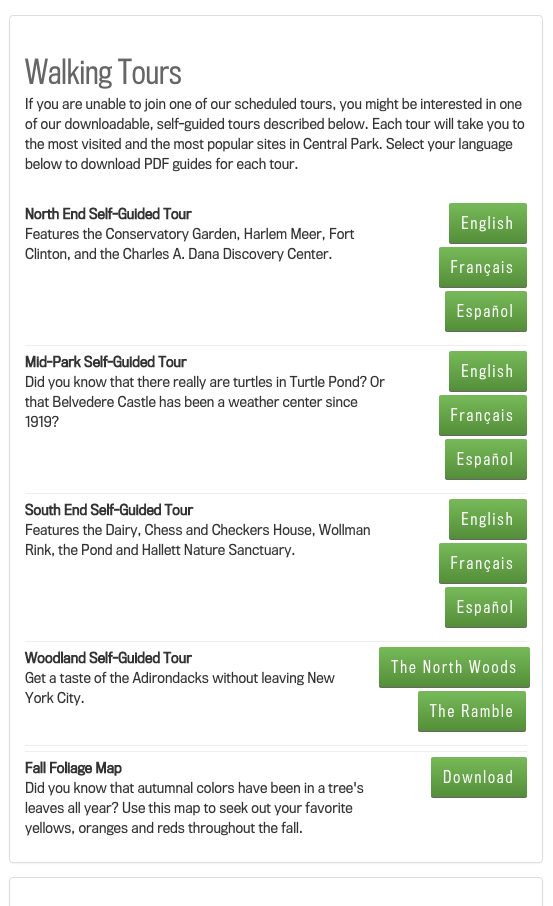 Walking Tours
If you are unable to join one of our scheduled tours, you might be interested in one
of our downloadable, self-guided tours described below. Each tour will take you to
the most visited and the most popular sites in Central Park. Select your language
below to download PDF guides for each tour.
North End Self-Guided Tour
Features the Conservatory Garden, Harlem Meer, Fort
Clinton, and the Charles A. Dana Discovery Center.
English
Français
Español
Mid-Park Self-Guided Tour
Did you know that there really are turtles in Turtle Pond? Or
that Belvedere Castle has been a weather center since
1919?
English
Français
Español
South End Self-Guided Tour
Features the Dairy, Chess and Checkers House, Wollman
Rink, the Pond and Hallett Nature Sanctuary.
English
Français
Español
Woodland Self-Guided Tour
Get a taste of the Adirondacks without leaving New
York City.
The North Woods
The Ramble
Fall Foliage Map
Did you know that autumnal colors have been in a tree's
leaves all year? Use this map to seek out your favorite
yellows, oranges and reds throughout the fall.
Download